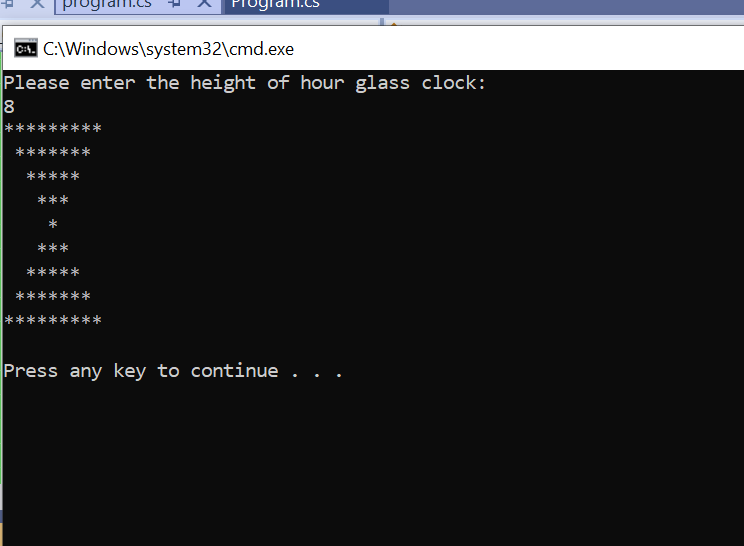 program.cs Program.cs
C:\Windows\system32\cmd.exe
Please enter the height of hour glass clock:
8
*********
 *******
  *****
   ***
    *
   ***
  *****
 *******
*********
Press any key to continue . . .